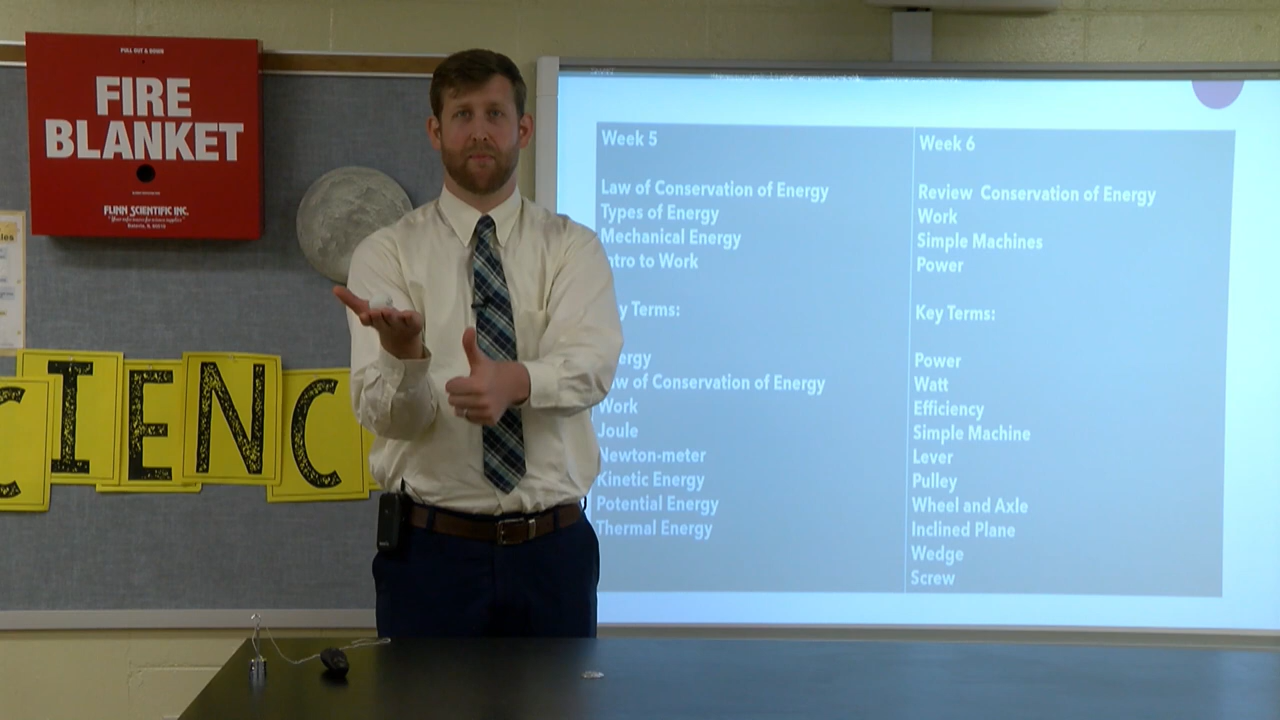 PULL OUT & DOWN
FIRE
BLANKET
FLINN SCIENTIFIC INC.
IENC
Week 5
Law of Conservation of Energy
Types of Energy
Mechanical Energy
ntro to Work
y Terms:
ergy
w of Conservation of Energy
Work
Joule
Newton-meter
Kinetic Energy
Potential Energy
Thermal Energy
Week 6
Review Conservation of Energy
Work
Simple Machines
Power
Key Terms:
Power
Watt
Efficiency
Simple Machine
Lever
Pulley
Wheel and Axle
Inclined Plane
Wedge
Screw